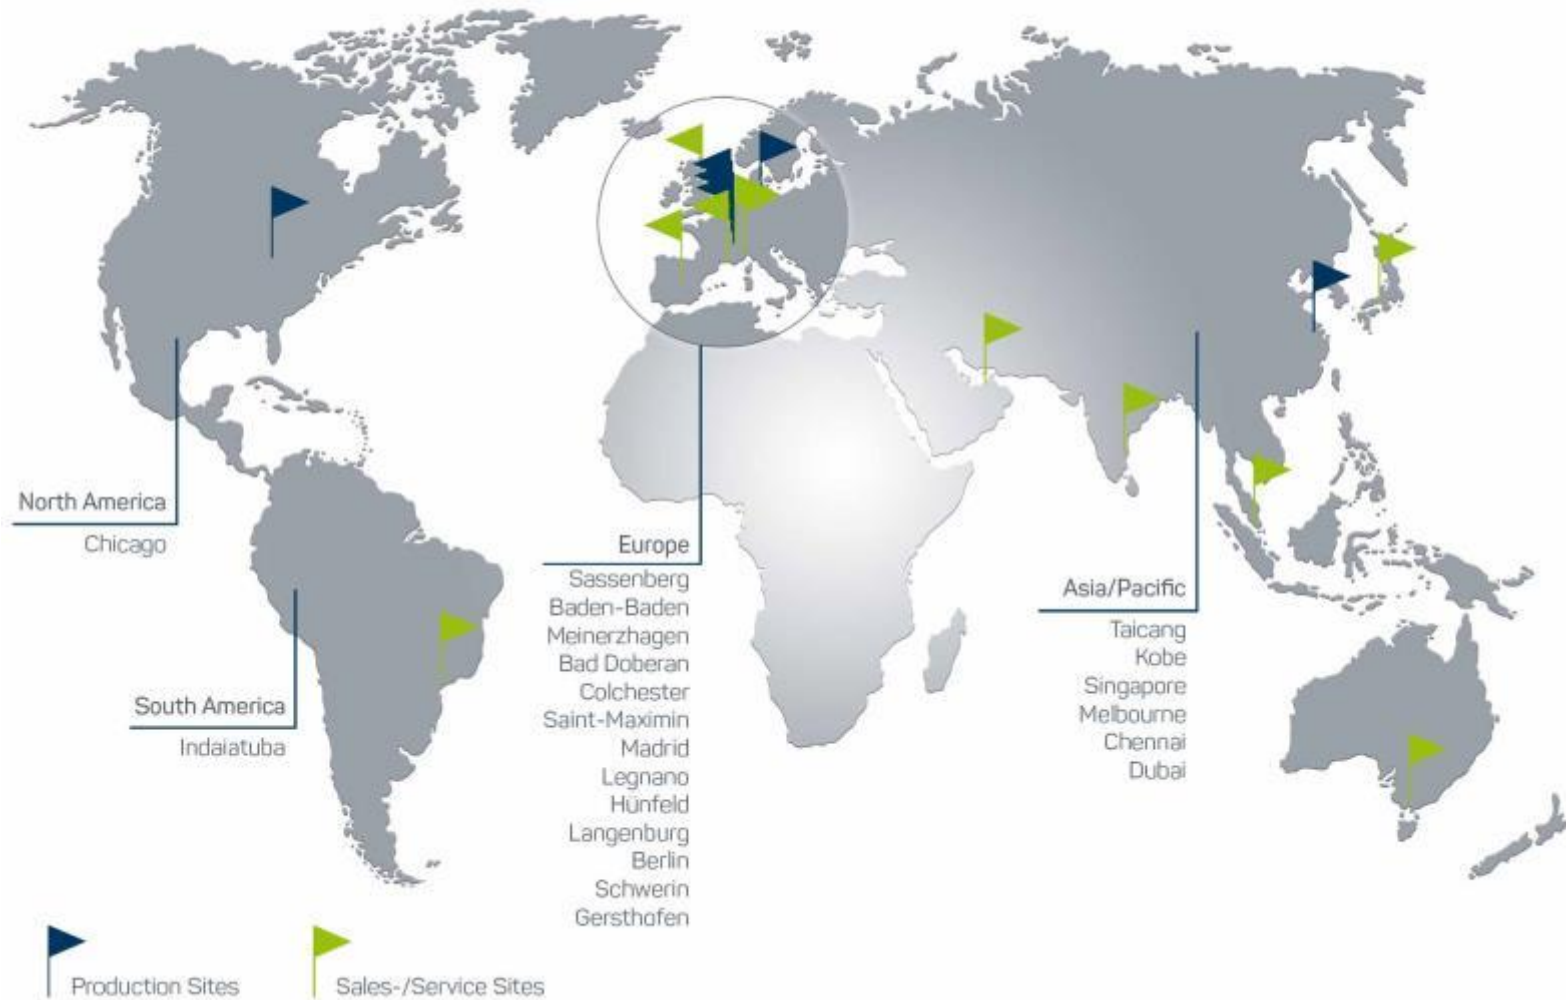 North America
Chicago
South America
Indaiatuba
Europe
Sassenberg
Baden-Baden
Meinerzhagen
Bad Doberan
Colchester
Saint-Maximin
Madrid
Legnano
Hünfeld
Langenburg
Berlin
Schwerin
Gersthofen
Asia/Pacific
Taicang
Kobe
Singapore
Melbourne
Chennai
Dubai
Production Sites
Sales-/Service Sites